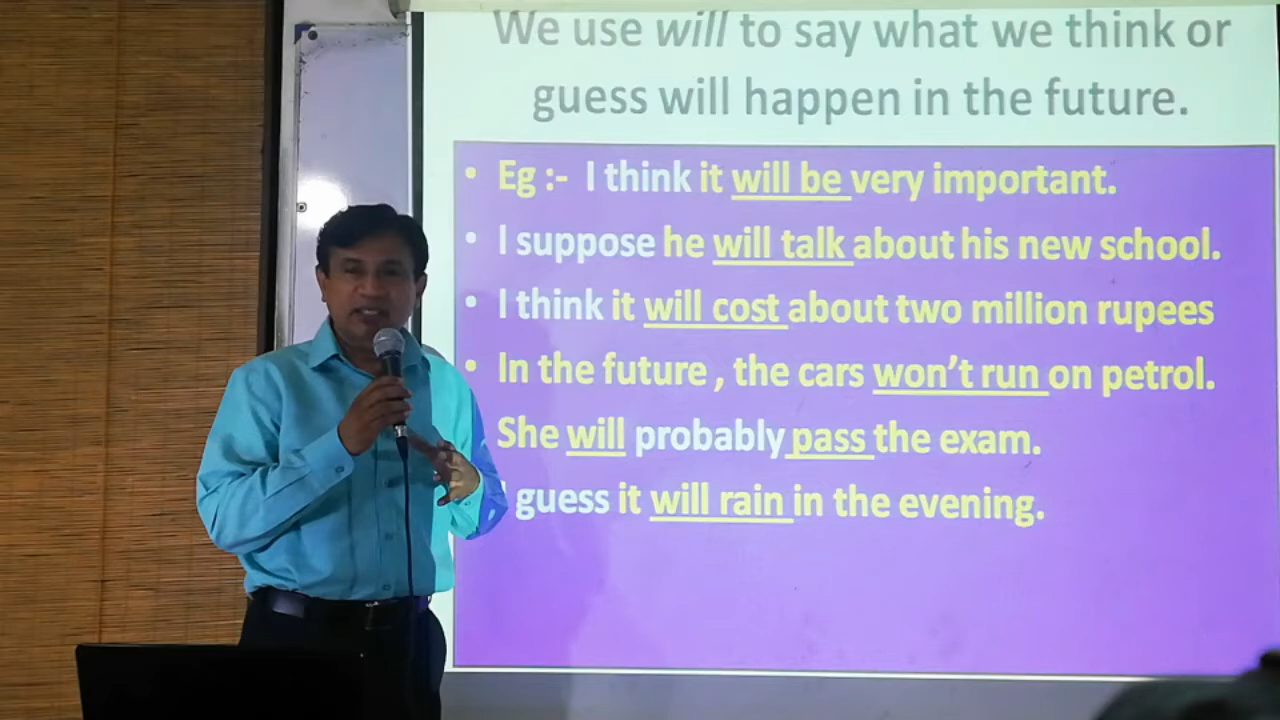 We use will to say what we think or
guess will happen in the future.
• Eg :- I think it will be very important.
• I suppose he will talk about his new school.
• I think it will cost about two million rupees
• In the future , the cars won't run on petrol.
She will probably pass the exam.
I guess it will rain in the evening.